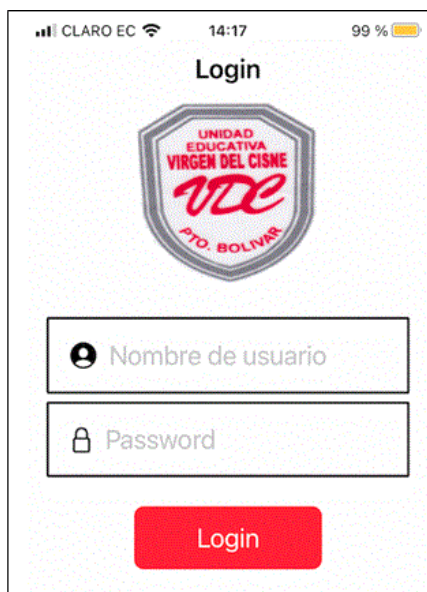 CLARO EC 14:17 99 %
Login
UNIDAD
EDUCATIVA
VIRGEN DEL CISNE
VDC
PTO. BOLIVAR
Nombre de usuario
Password
Login